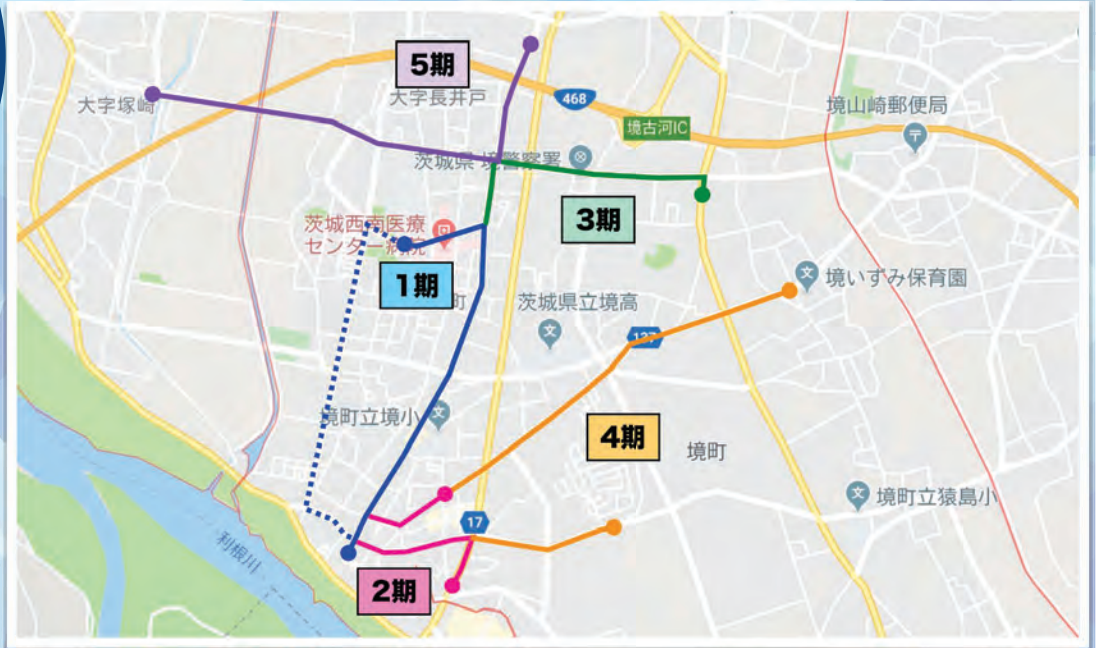 5期
大字塚崎
大字長井戸
468
境山崎郵便局
境古河IC
茨城県 境警察署
3期
茨城西南医療
センター病院
1期
町
茨城県立境高
境いずみ保育園
137
境町立境小
4期
境町
17
境町立猿島小
利根川
2期